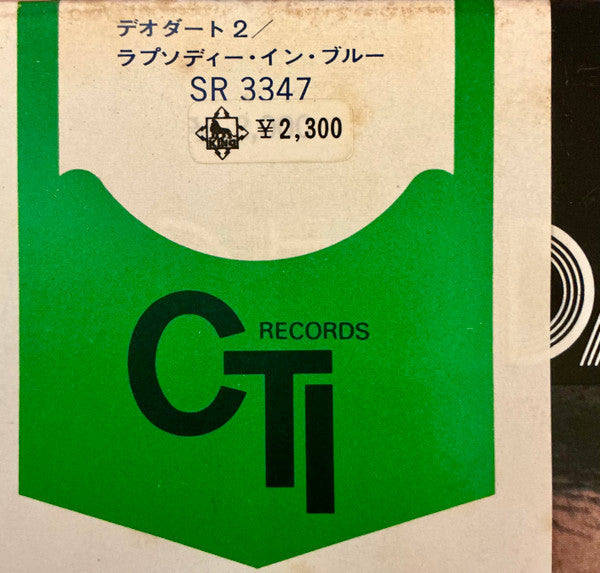 デオダート2/
ラプソディー・イン・ブルー
SR 3347
KING
￥2,300
RECORDS
CTI